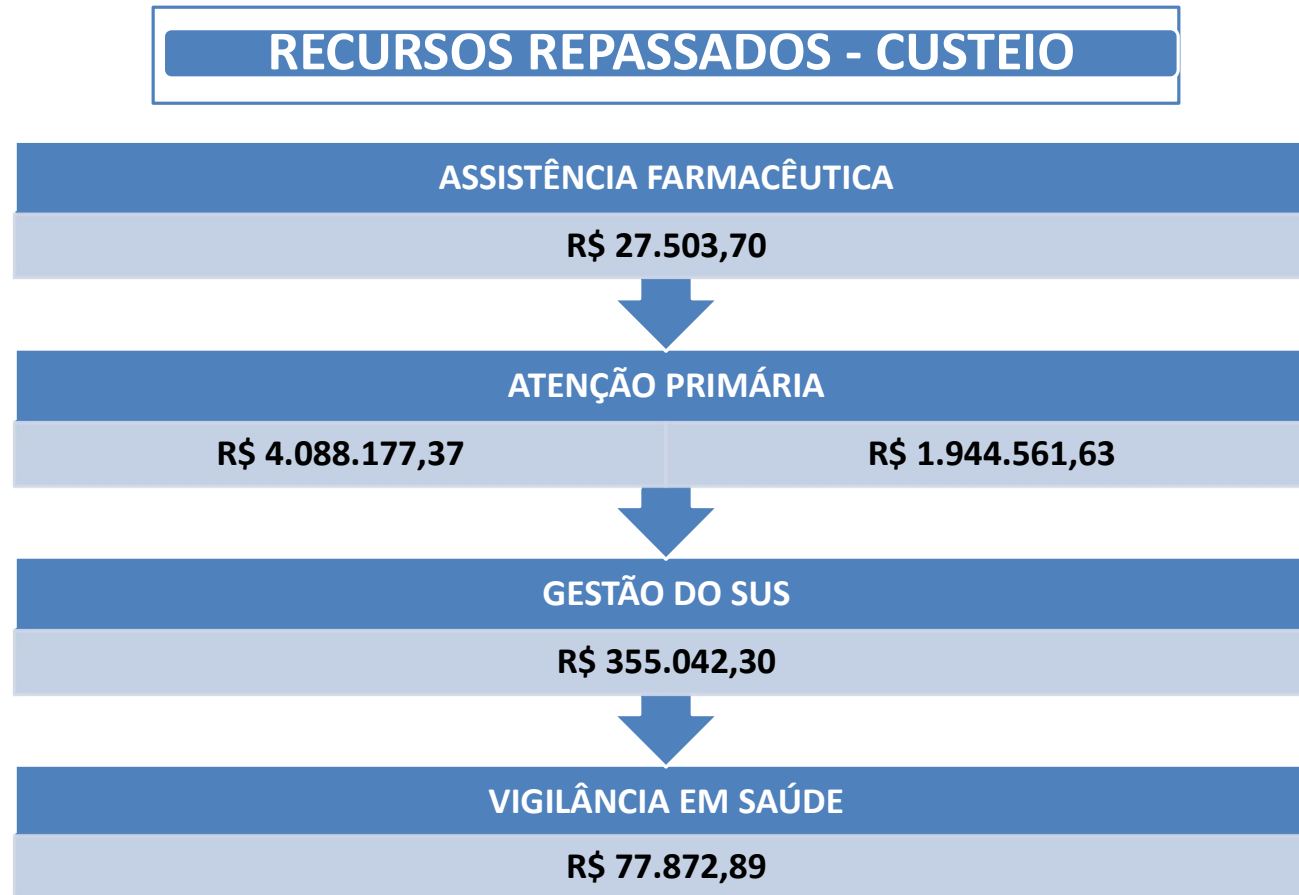 RECURSOS REPASSADOS - CUSTEIO
ASSISTÊNCIA FARMACÊUTICA
R$ 27.503,70
ATENÇÃO PRIMÁRIA
R$ 4.088.177,37 R$ 1.944.561,63
GESTÃO DO SUS
R$ 355.042,30
VIGILÂNCIA EM SAÚDE
R$ 77.872,89